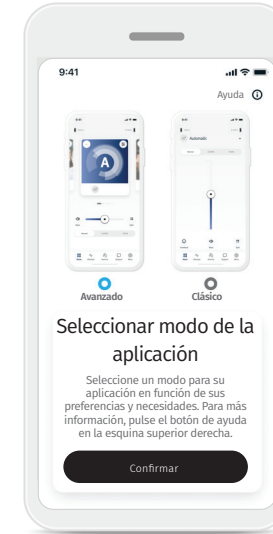 9:41
Ayuda
A
Avanzado
Clásico
Seleccionar modo de la
aplicación
Seleccione un modo para su
aplicación en función de sus
preferencias y necesidades. Para más
información, pulse el botón de ayuda
en la esquina superior derecha.
Confirmar